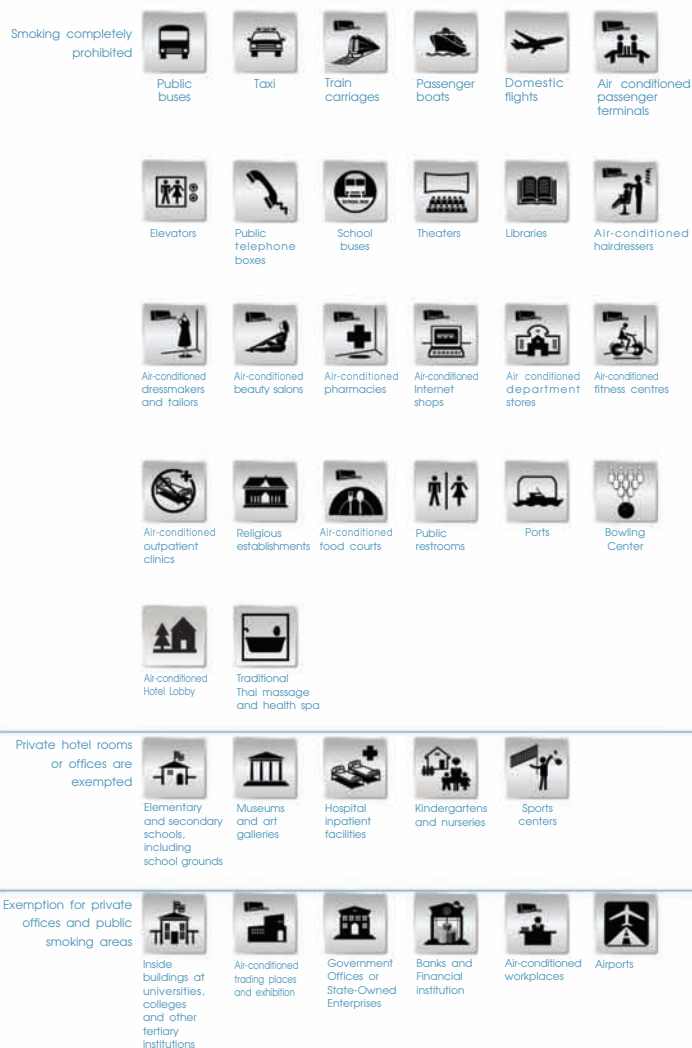 Smoking completely
prohibited
Public
buses
Taxi
Train
carriages
Passenger
boats
Domestic
flights
Air conditioned
passenger
terminals
Elevators
Public
telephone
boxes
SCHOOL BUS
School
buses
Theaters
Libraries
Air-conditioned
hairdressers
Air-conditioned
dressmakers
and tailors
Air-conditioned
beauty salons
Air-conditioned
pharmacies
WWW
Air-conditioned
Internet
shops
Air conditioned
department
stores
Air-conditioned
fitness centres
Air-conditioned
outpatient
clinics
Religious
establishments
Air-conditioned
food courts
Public
restrooms
Ports
Bowling
Center
Air-conditioned
Hotel Lobby
Traditional
Thai massage
and health spa
Private hotel rooms
or offices are
exempted
Elementary
and secondary
schools,
including
school grounds
Museums
and art
galleries
Hospital
inpatient
facilities
Kindergartens
and nurseries
Sports
centers
Exemption for private
offices and public
smoking areas
Inside
buildings at
universities,
colleges
and other
tertiary
institutions
Air-conditioned
trading places
and exhibition
Government
Offices or
State-Owned
Enterprises
Banks and
Financial
institution
Air-conditioned
workplaces
Airports